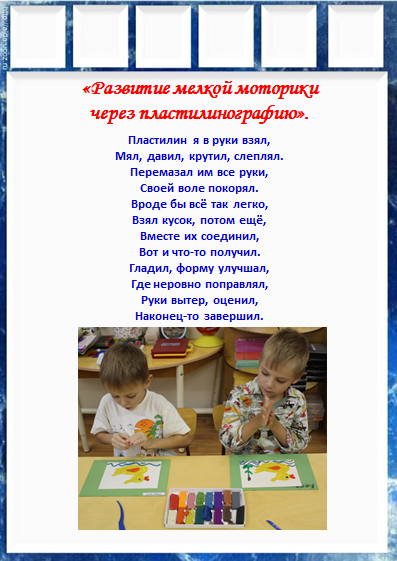 «Развитие мелкой моторики
через пластилинографию».
Пластилин я в руки взял,
Мял, давил, крутил, слеплял.
Перемазал им все руки,
Своей воле покорял.
Вроде бы всё так легко,
Взял кусок, потом ещё,
Вместе их соединил,
Вот и что-то получил.
Гладил, форму улучшал,
Где неровно поправлял,
Руки вытер, оценил,
Наконец-то завершил.